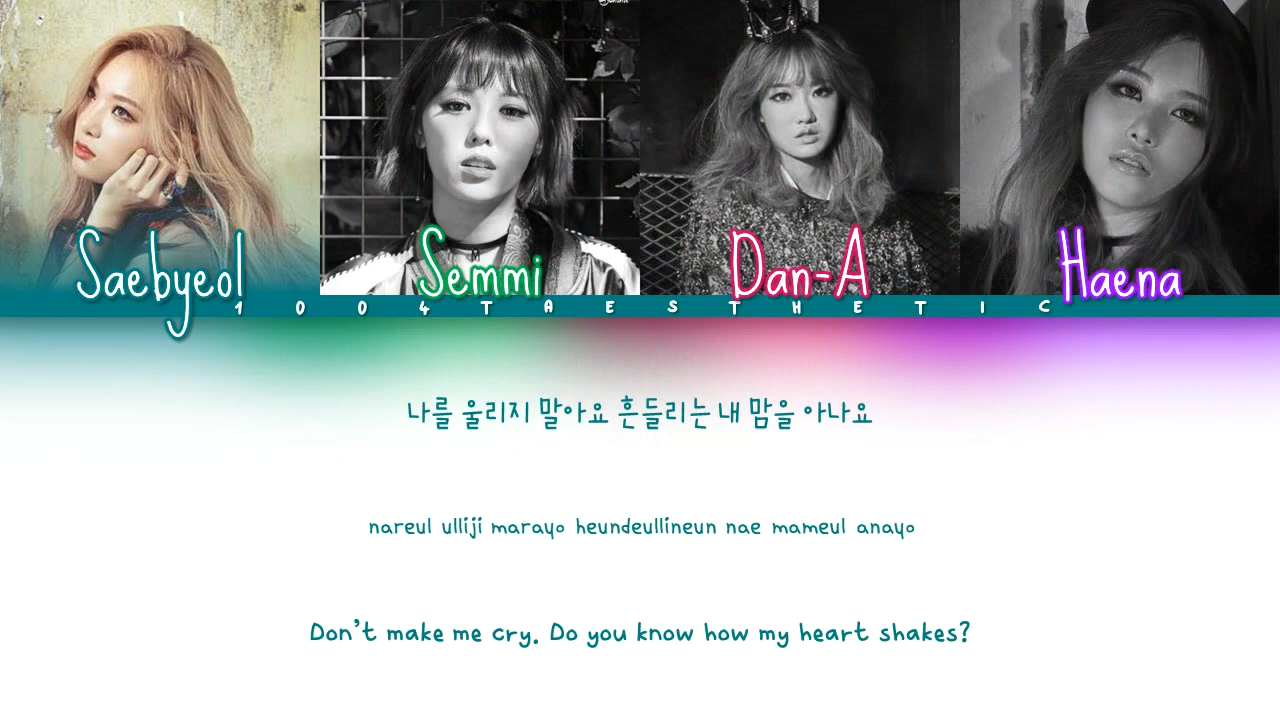 Saebyeol Semmi Dan-A Haena
1004TAESTHETIC
나를 울리지 말아요 흔들리는 내 맘을 아나요
nareul ulliji marayo heundeullineun nae mameul anayo
Don't make me cry. Do you know how my heart shakes?